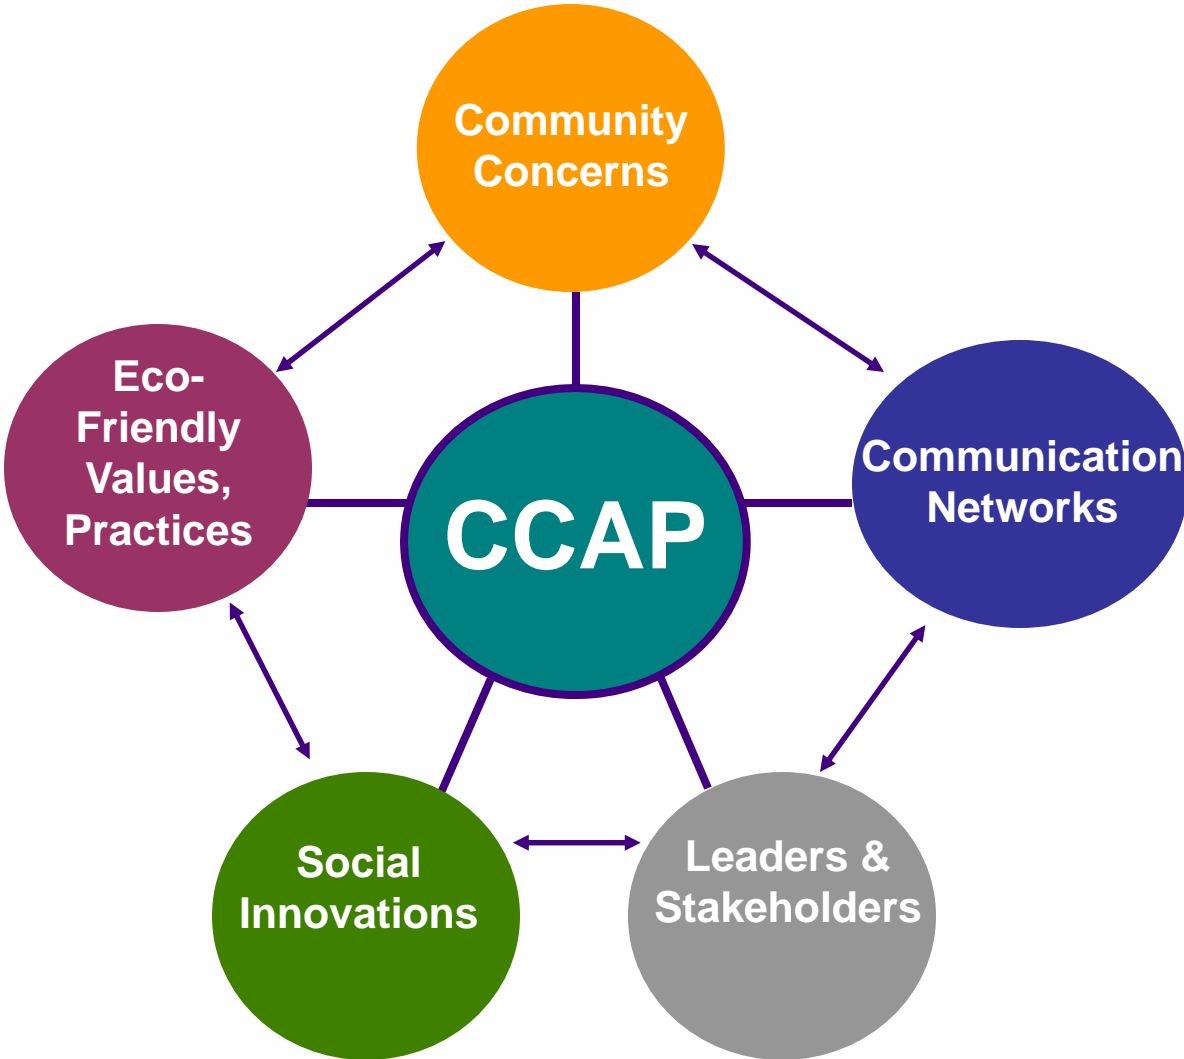 Community
Concerns
Eco-
Friendly
Values,
Practices
CCAP
Communication
Networks
Social
Innovations
Leaders &
Stakeholders